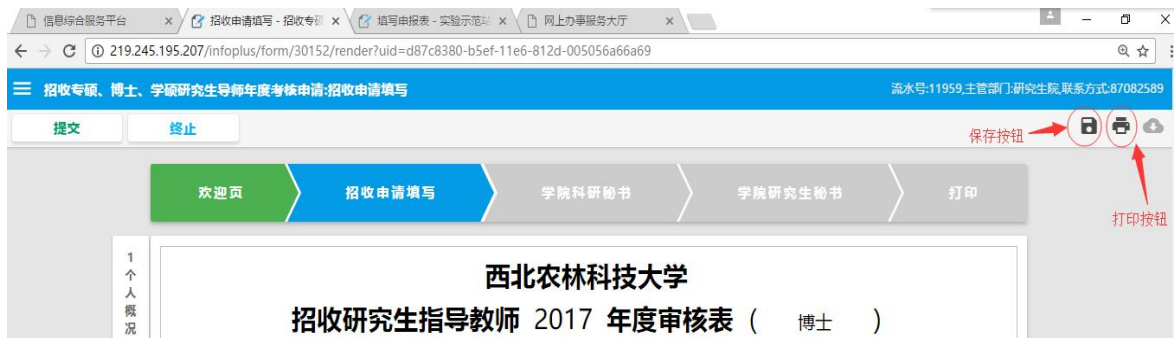 信息综合服务平台
招收申请填写 - 招收专硕
填写申报表 - 实验示范站
网上办事服务大厅
219.245.195.207/infoplus/form/30152/render?uid=d87c8380-b5ef-11e6-812d-005056a66a69
招收专硕、博士、学硕研究生导师年度考核申请:招收申请填写
流水号:11959,主管部门:研究生院,联系方式:87082589
提交
终止
保存按钮
打印按钮
欢迎页
招收申请填写
学院科研秘书
学院研究生秘书
打印
1
个
人
概
况
西北农林科技大学
招收研究生指导教师 2017 年度审核表 ( 博士 )